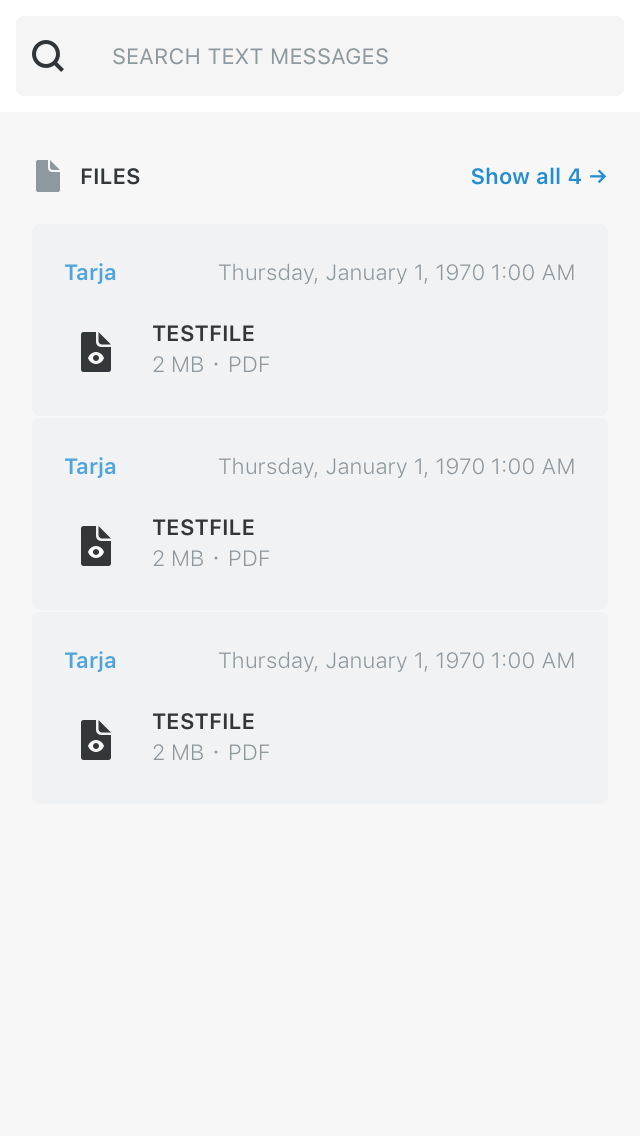 SEARCH TEXT MESSAGES
FILES
Show all 4 →
Tarja
Thursday, January 1, 1970 1:00 AM
TESTFILE
2 MB · PDF
Tarja
Thursday, January 1, 1970 1:00 AM
TESTFILE
2 MB · PDF
Tarja
Thursday, January 1, 1970 1:00 AM
TESTFILE
2 MB · PDF